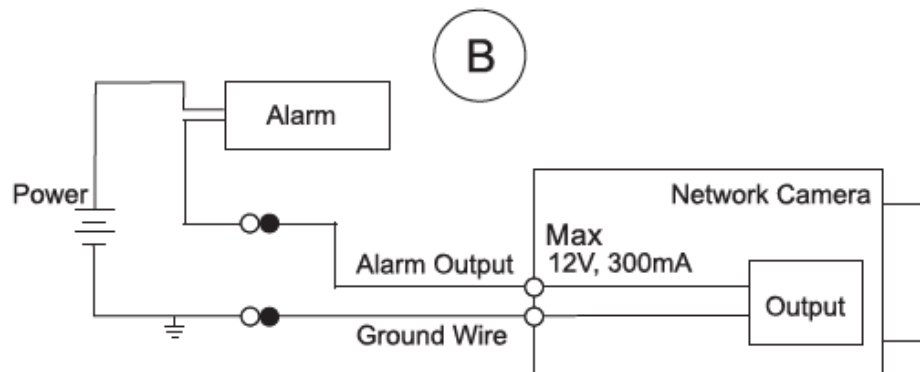 B
Alarm
Power
Network Camera
Max
12V, 300mA
Alarm Output
Output
Ground Wire